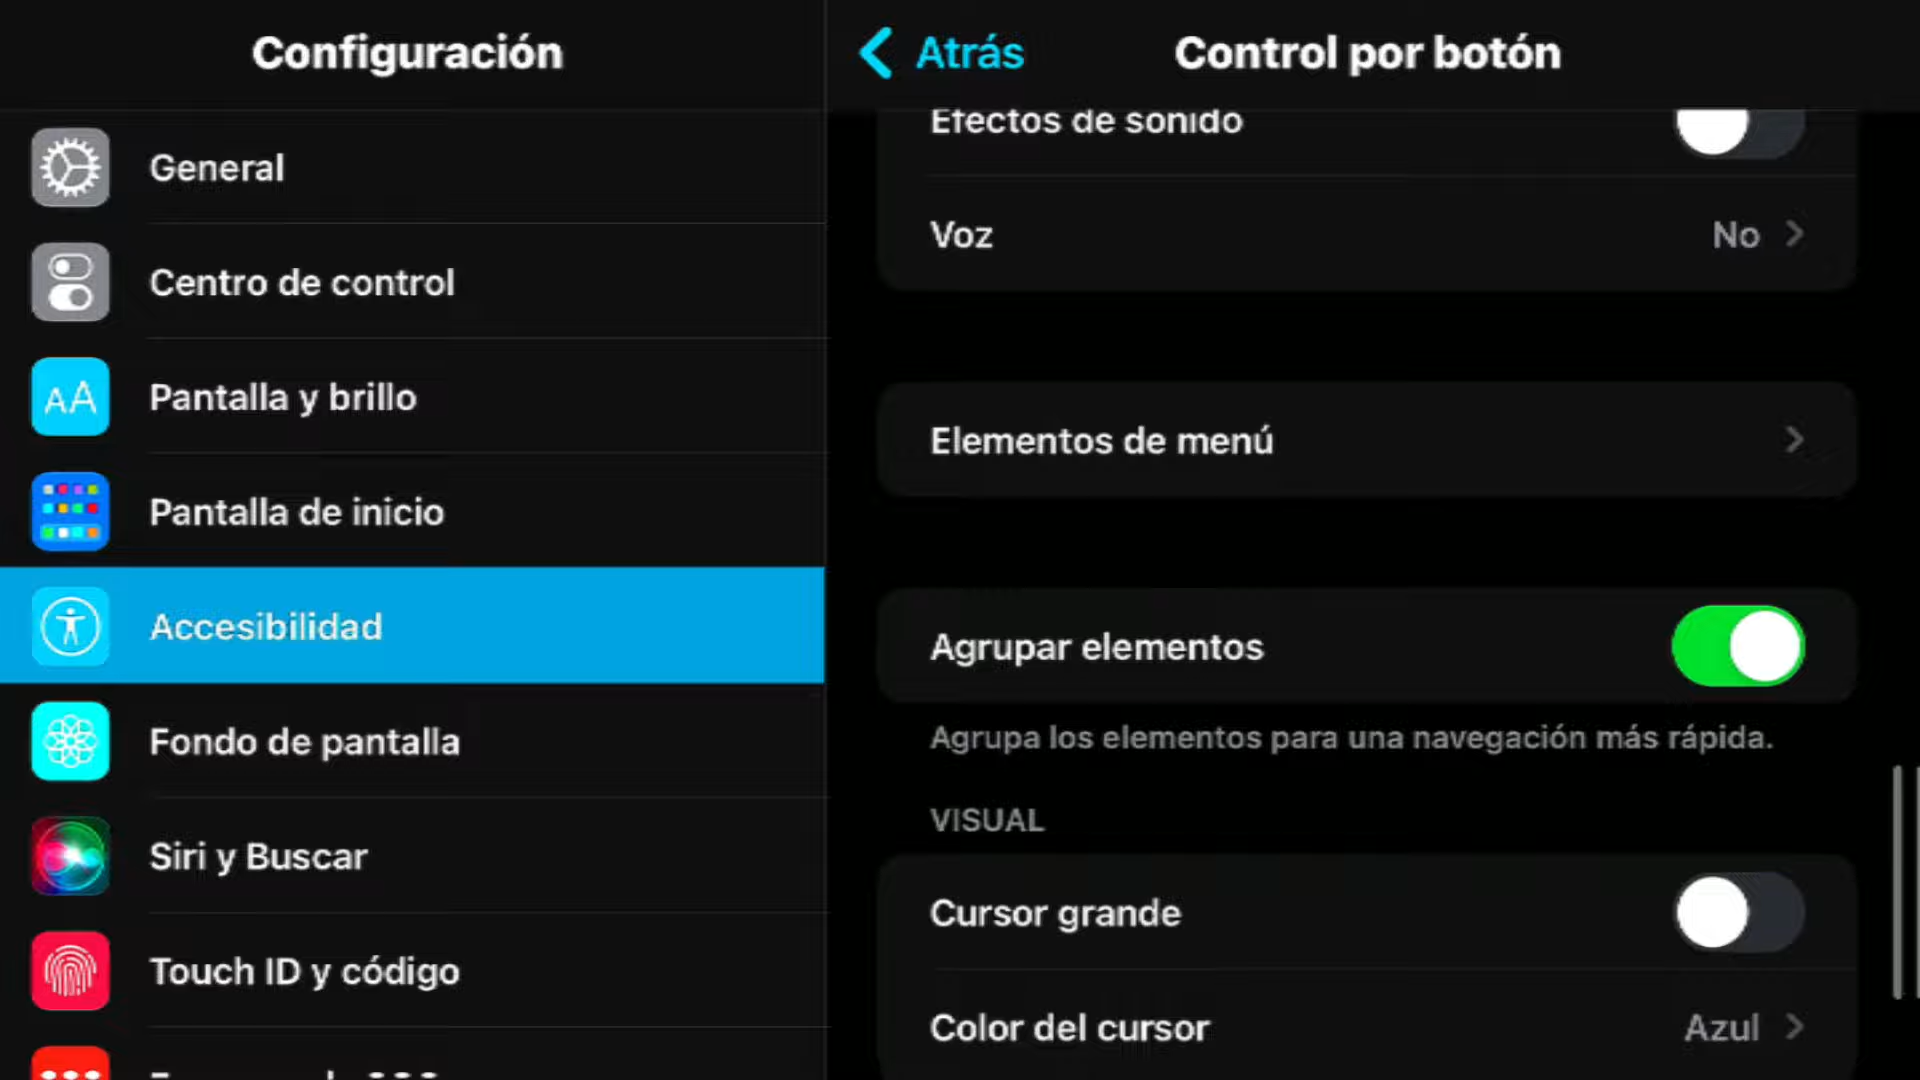 Configuración
General
Centro de control
AA Pantalla y brillo
Pantalla de inicio
Accesibilidad
Fondo de pantalla
Siri y Buscar
Touch ID y código
Atrás
Control por botón
Efectos de sonido
Voz No
Elementos de menú
Agrupar elementos
Agrupa los elementos para una navegación más rápida.
VISUAL
Cursor grande
Color del cursor Azul